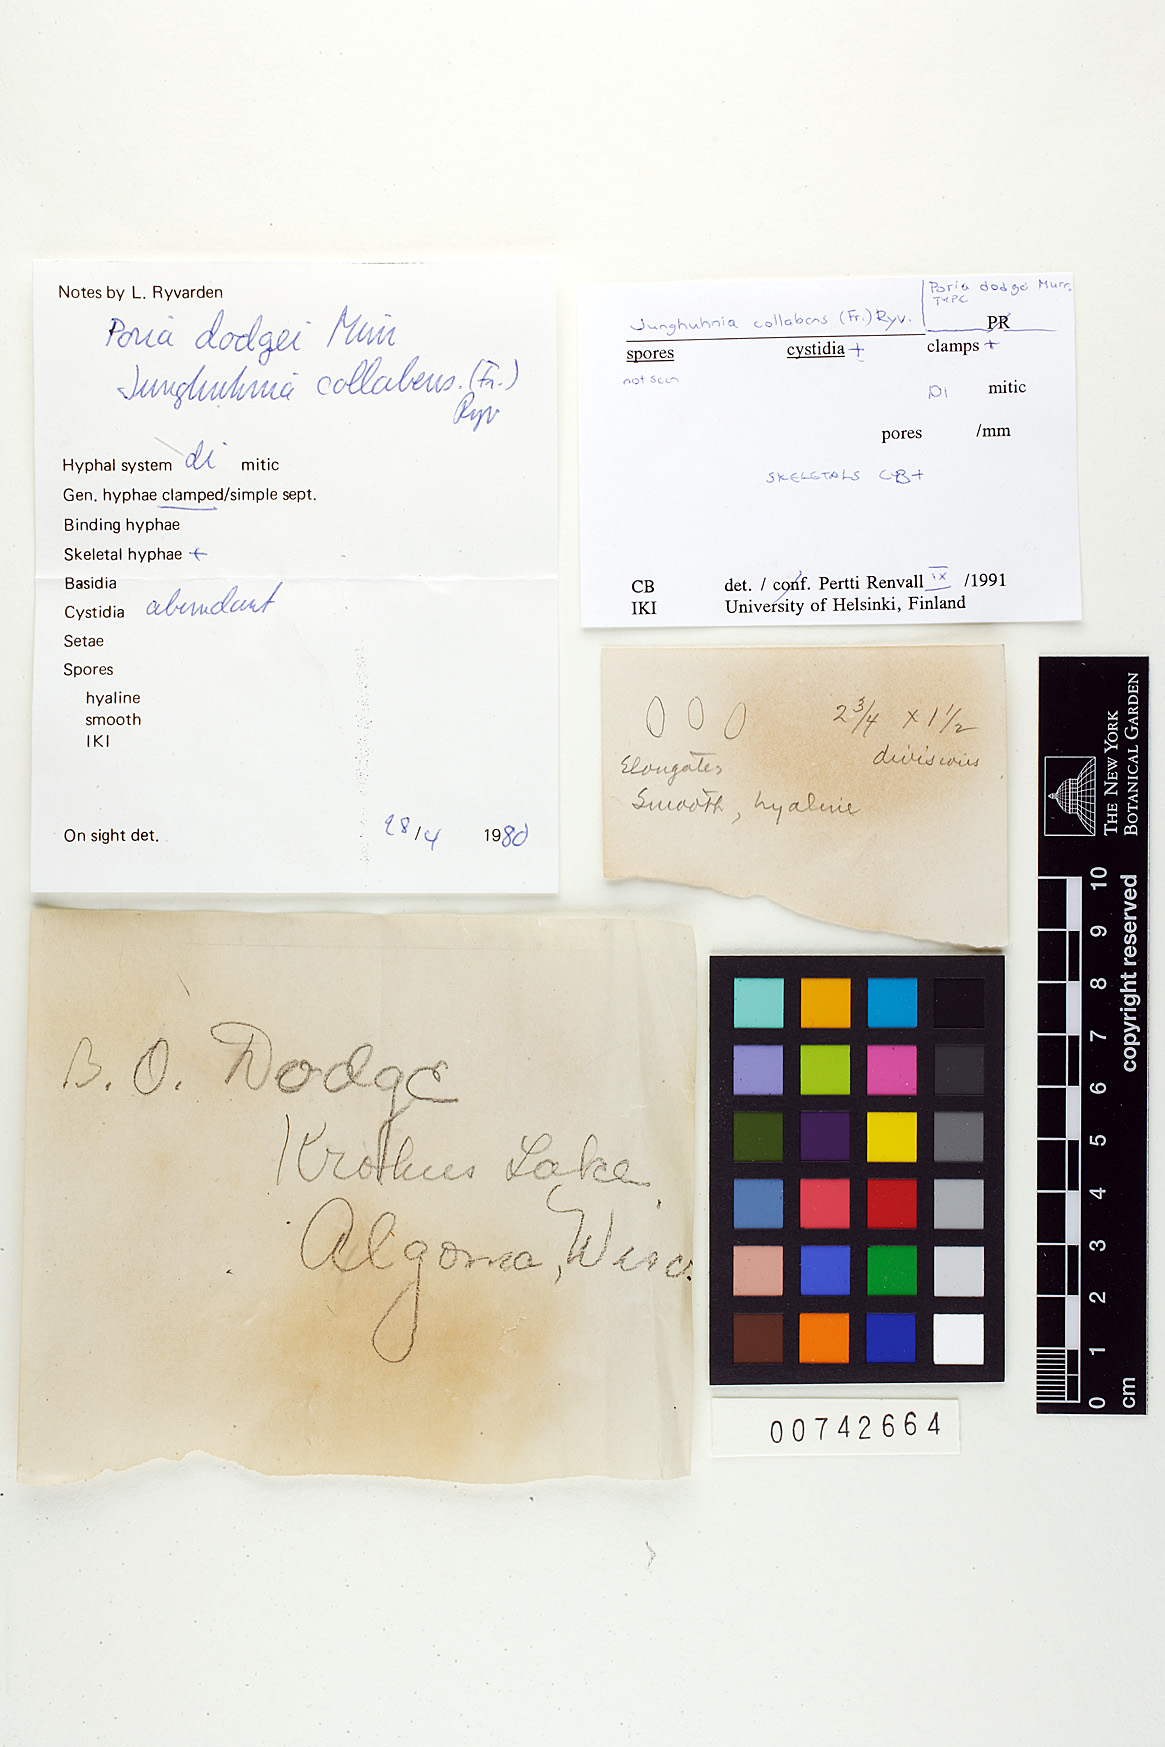 Notes by L. Ryvarden
Poria dodgei Murr
Junghuhnia collabens. (Fr.)
Ryv
Hyphal system di mitic
Gen. hyphae clamped/simple sept.
Binding hyphae
Skeletal hyphae +
Basidia
Cystidia abundant
Setae
Spores
hyaline
smooth
IKI
On sight det. 28/4 1980
Poria dodgei Murr.
TYPE
Junghuhnia collabens (Fr.) Ryv.
PR
spores cystidia + clamps +
not seen
DI mitic
pores /mm
SKELETALS CB+
CB det. / conf. Pertti Renvall IX /1991
IKI University of Helsinki, Finland
2 3/4 x 1 1/2
divisions
Elongate,
Smooth, hyaline
B. O. Dodge
Krohns Lake
Algoma, Wisc.
00742664
THE NEW YORK
BOTANICAL GARDEN
copyright reserved
10
9
8
7
6
5
4
3
2
1
0
cm